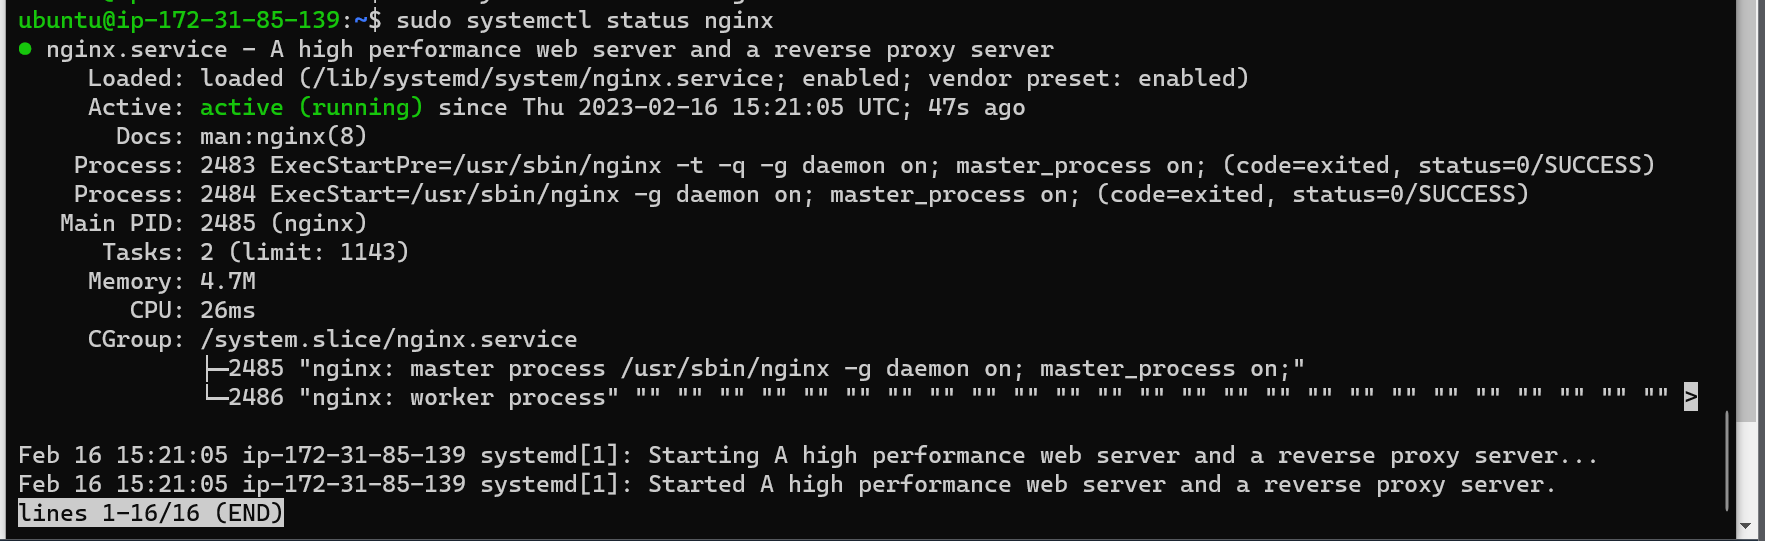 ubuntu@ip-172-31-85-139:~$ sudo systemctl status nginx
● nginx.service - A high performance web server and a reverse proxy server
     Loaded: loaded (/lib/systemd/system/nginx.service; enabled; vendor preset: enabled)
     Active: active (running) since Thu 2023-02-16 15:21:05 UTC; 47s ago
       Docs: man:nginx(8)
    Process: 2483 ExecStartPre=/usr/sbin/nginx -t -q -g daemon on; master_process on; (code=exited, status=0/SUCCESS)
    Process: 2484 ExecStart=/usr/sbin/nginx -g daemon on; master_process on; (code=exited, status=0/SUCCESS)
   Main PID: 2485 (nginx)
      Tasks: 2 (limit: 1143)
     Memory: 4.7M
        CPU: 26ms
     CGroup: /system.slice/nginx.service
             ├─2485 "nginx: master process /usr/sbin/nginx -g daemon on; master_process on;"
             └─2486 "nginx: worker process" "" "" "" "" "" "" "" "" "" "" "" "" "" "" "" "" "" "" "" "" "" "" "" "" "" >

Feb 16 15:21:05 ip-172-31-85-139 systemd[1]: Starting A high performance web server and a reverse proxy server...
Feb 16 15:21:05 ip-172-31-85-139 systemd[1]: Started A high performance web server and a reverse proxy server.
lines 1-16/16 (END)